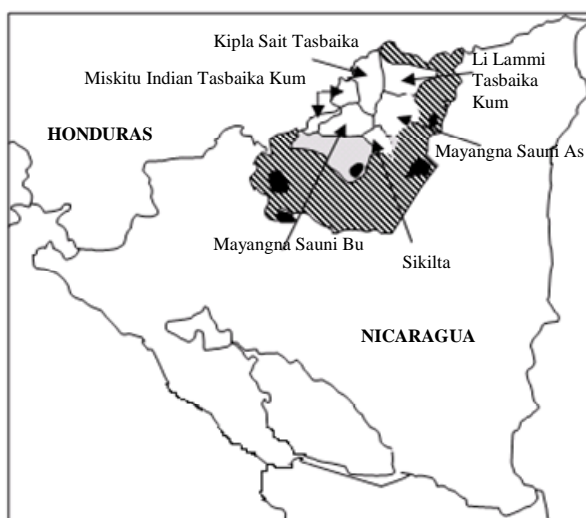 Kipla Sait Tasbaika
Li Lammi
Tasbaika
Kum
Miskitu Indian Tasbaika Kum
HONDURAS
Mayangna Sauni As
Mayangna Sauni Bu
Sikilta
NICARAGUA